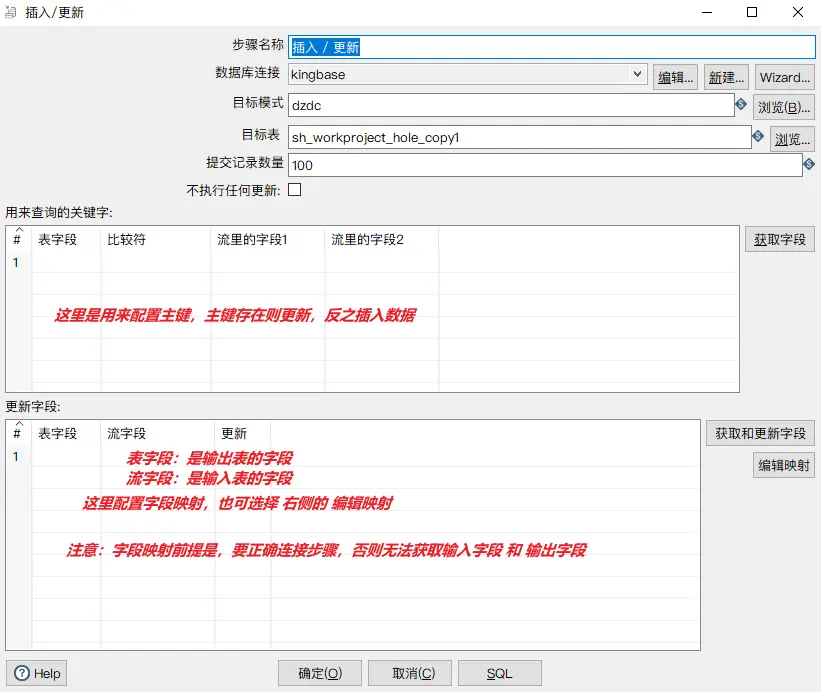 插入/更新
步骤名称 插入 / 更新
数据库连接 kingbase 编辑... 新建... Wizard...
目标模式 dzdc 浏览(B)...
目标表 sh_workproject_hole_copy1 浏览...
提交记录数量 100
不执行任何更新:
用来查询的关键字:
# 表字段 比较符 流里的字段1 流里的字段2 获取字段
1
这里是用来配置主键，主键存在则更新，反之插入数据
更新字段:
# 表字段 流字段 更新 获取和更新字段
1 表字段：是输出表的字段 编辑映射
流字段：是输入表的字段
这里配置字段映射，也可选择 右侧的 编辑映射
注意：字段映射前提是，要正确连接步骤，否则无法获取输入字段 和 输出字段
Help 确定(O) 取消(C) SQL